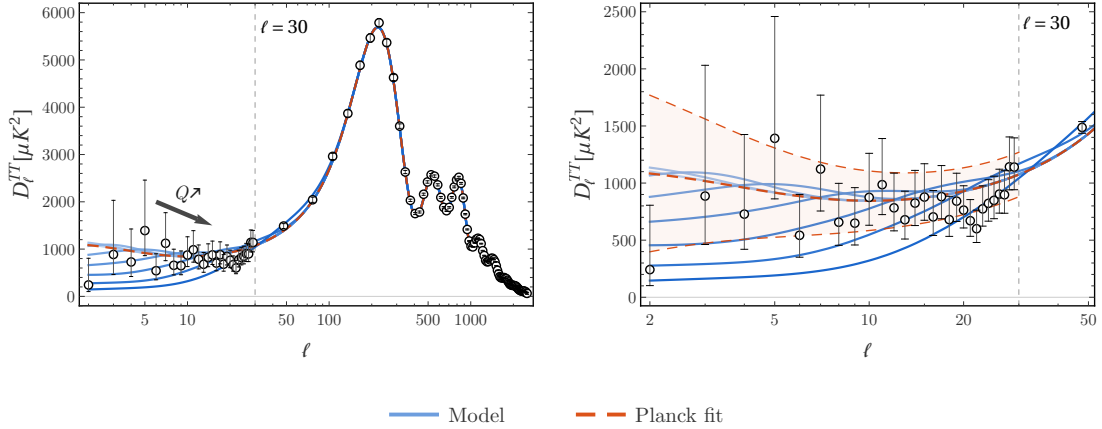 ℓ = 30
6000
5000
4000
3000
2000
1000
0
D_ℓ^{TT} [μK²]
Q↗
5 10 50 100 500 1000
ℓ
ℓ = 30
2500
2000
1500
1000
500
0
D_ℓ^{TT} [μK²]
2 5 10 20 50
ℓ
Model
Planck fit